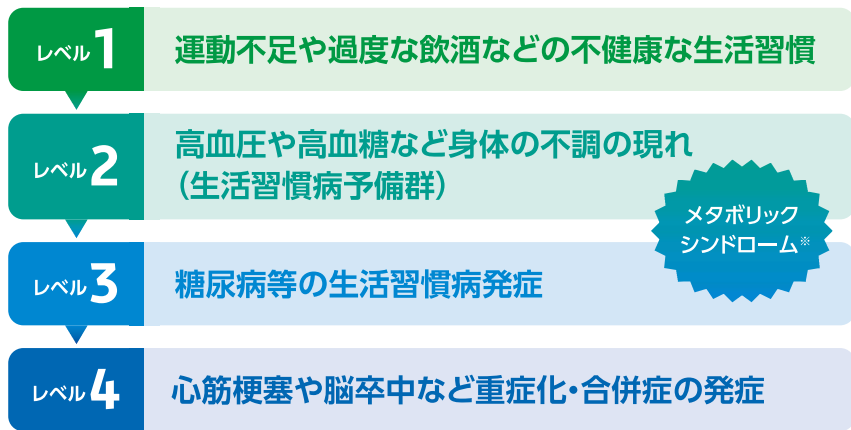 レベル1
運動不足や過度な飲酒などの不健康な生活習慣
レベル2
高血圧や高血糖など身体の不調の現れ
（生活習慣病予備群）
メタボリック
シンドローム※
レベル3
糖尿病等の生活習慣病発症
レベル4
心筋梗塞や脳卒中など重症化・合併症の発症